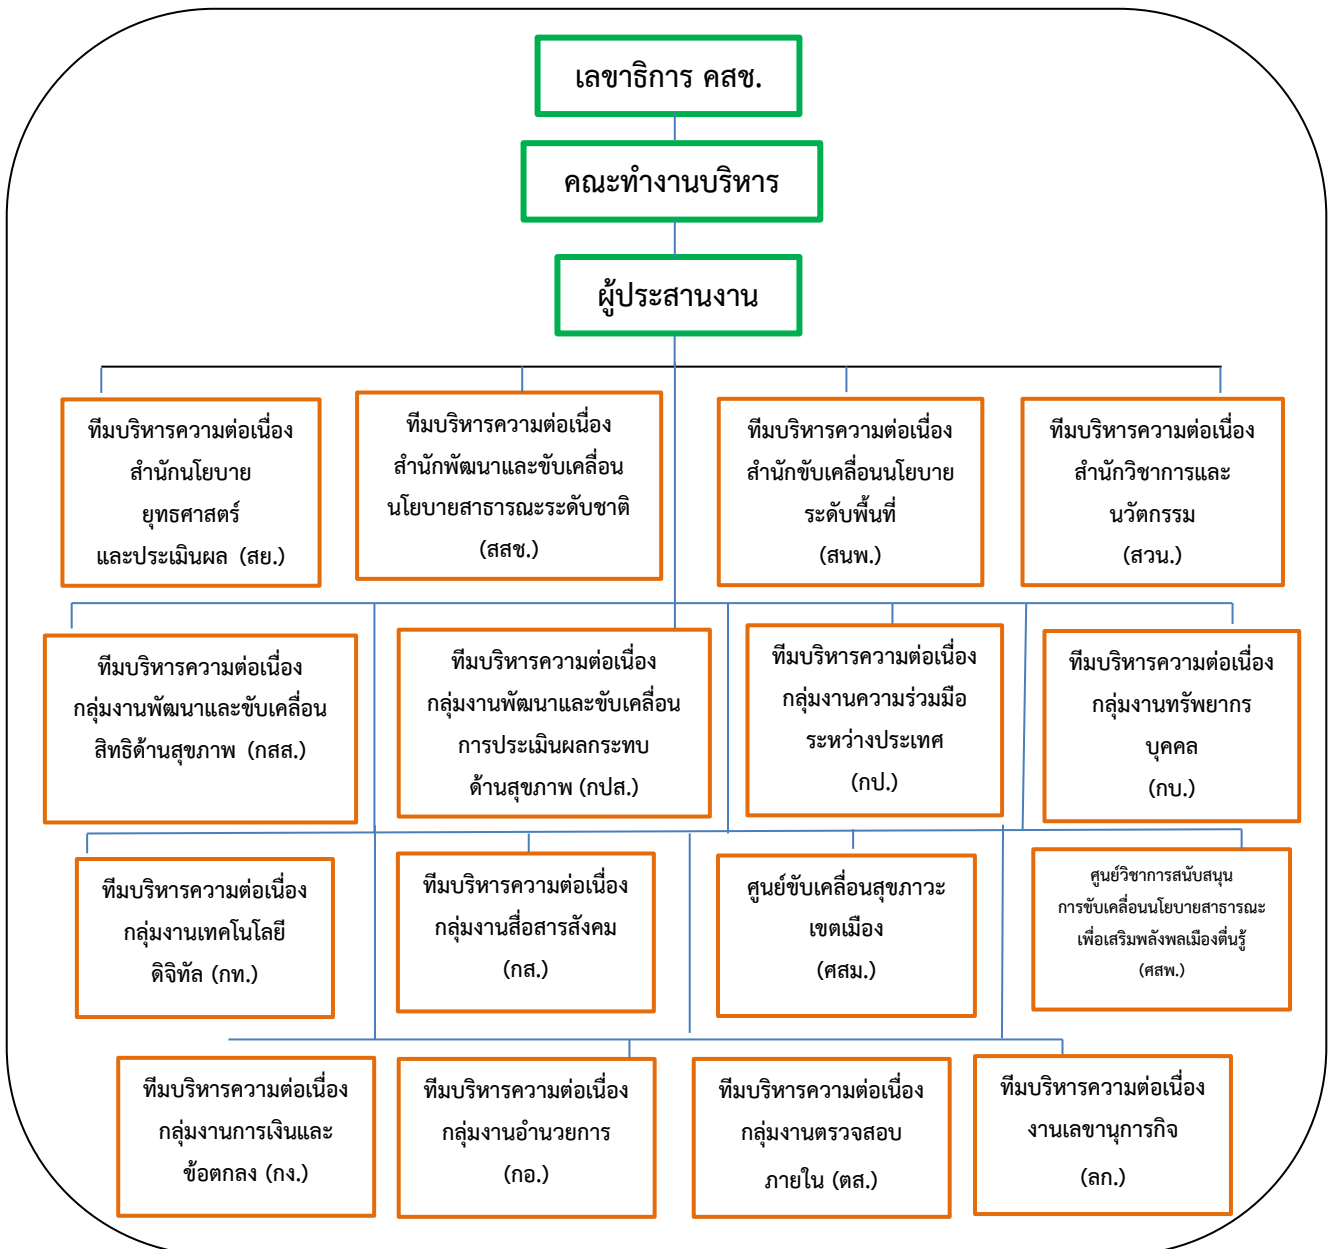 เลขาธิการ คสช.
คณะทำงานบริหาร
ผู้ประสานงาน
ทีมบริหารความต่อเนื่อง
สำนักนโยบาย
ยุทธศาสตร์
และประเมินผล (สย.)
ทีมบริหารความต่อเนื่อง
สำนักพัฒนาและขับเคลื่อน
นโยบายสาธารณะระดับชาติ
(สสช.)
ทีมบริหารความต่อเนื่อง
สำนักขับเคลื่อนนโยบาย
ระดับพื้นที่
(สนพ.)
ทีมบริหารความต่อเนื่อง
สำนักวิชาการและ
นวัตกรรม
(สวน.)
ทีมบริหารความต่อเนื่อง
กลุ่มงานพัฒนาและขับเคลื่อน
สิทธิด้านสุขภาพ (กสส.)
ทีมบริหารความต่อเนื่อง
กลุ่มงานพัฒนาและขับเคลื่อน
การประเมินผลกระทบ
ด้านสุขภาพ (กปส.)
ทีมบริหารความต่อเนื่อง
กลุ่มงานความร่วมมือ
ระหว่างประเทศ
(กป.)
ทีมบริหารความต่อเนื่อง
กลุ่มงานทรัพยากร
บุคคล
(กบ.)
ทีมบริหารความต่อเนื่อง
กลุ่มงานเทคโนโลยี
ดิจิทัล (กท.)
ทีมบริหารความต่อเนื่อง
กลุ่มงานสื่อสารสังคม
(กส.)
ศูนย์ขับเคลื่อนสุขภาวะ
เขตเมือง
(ศสม.)
ศูนย์วิชาการสนับสนุน
การขับเคลื่อนนโยบายสาธารณะ
เพื่อเสริมพลังพลเมืองตื่นรู้
(ศสพ.)
ทีมบริหารความต่อเนื่อง
กลุ่มงานการเงินและ
ข้อตกลง (กง.)
ทีมบริหารความต่อเนื่อง
กลุ่มงานอำนวยการ
(กอ.)
ทีมบริหารความต่อเนื่อง
กลุ่มงานตรวจสอบ
ภายใน (ตส.)
ทีมบริหารความต่อเนื่อง
งานเลขานุการกิจ
(ลก.)